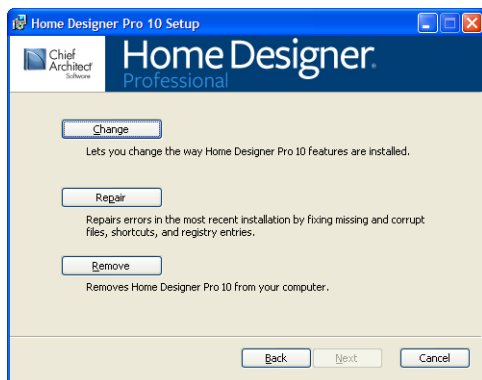 Home Designer Pro 10 Setup
Chief
Architect
Software
Home Designer®
Professional
Change
Lets you change the way Home Designer Pro 10 features are installed.
Repair
Repairs errors in the most recent installation by fixing missing and corrupt
files, shortcuts, and registry entries.
Remove
Removes Home Designer Pro 10 from your computer.
Back
Next
Cancel